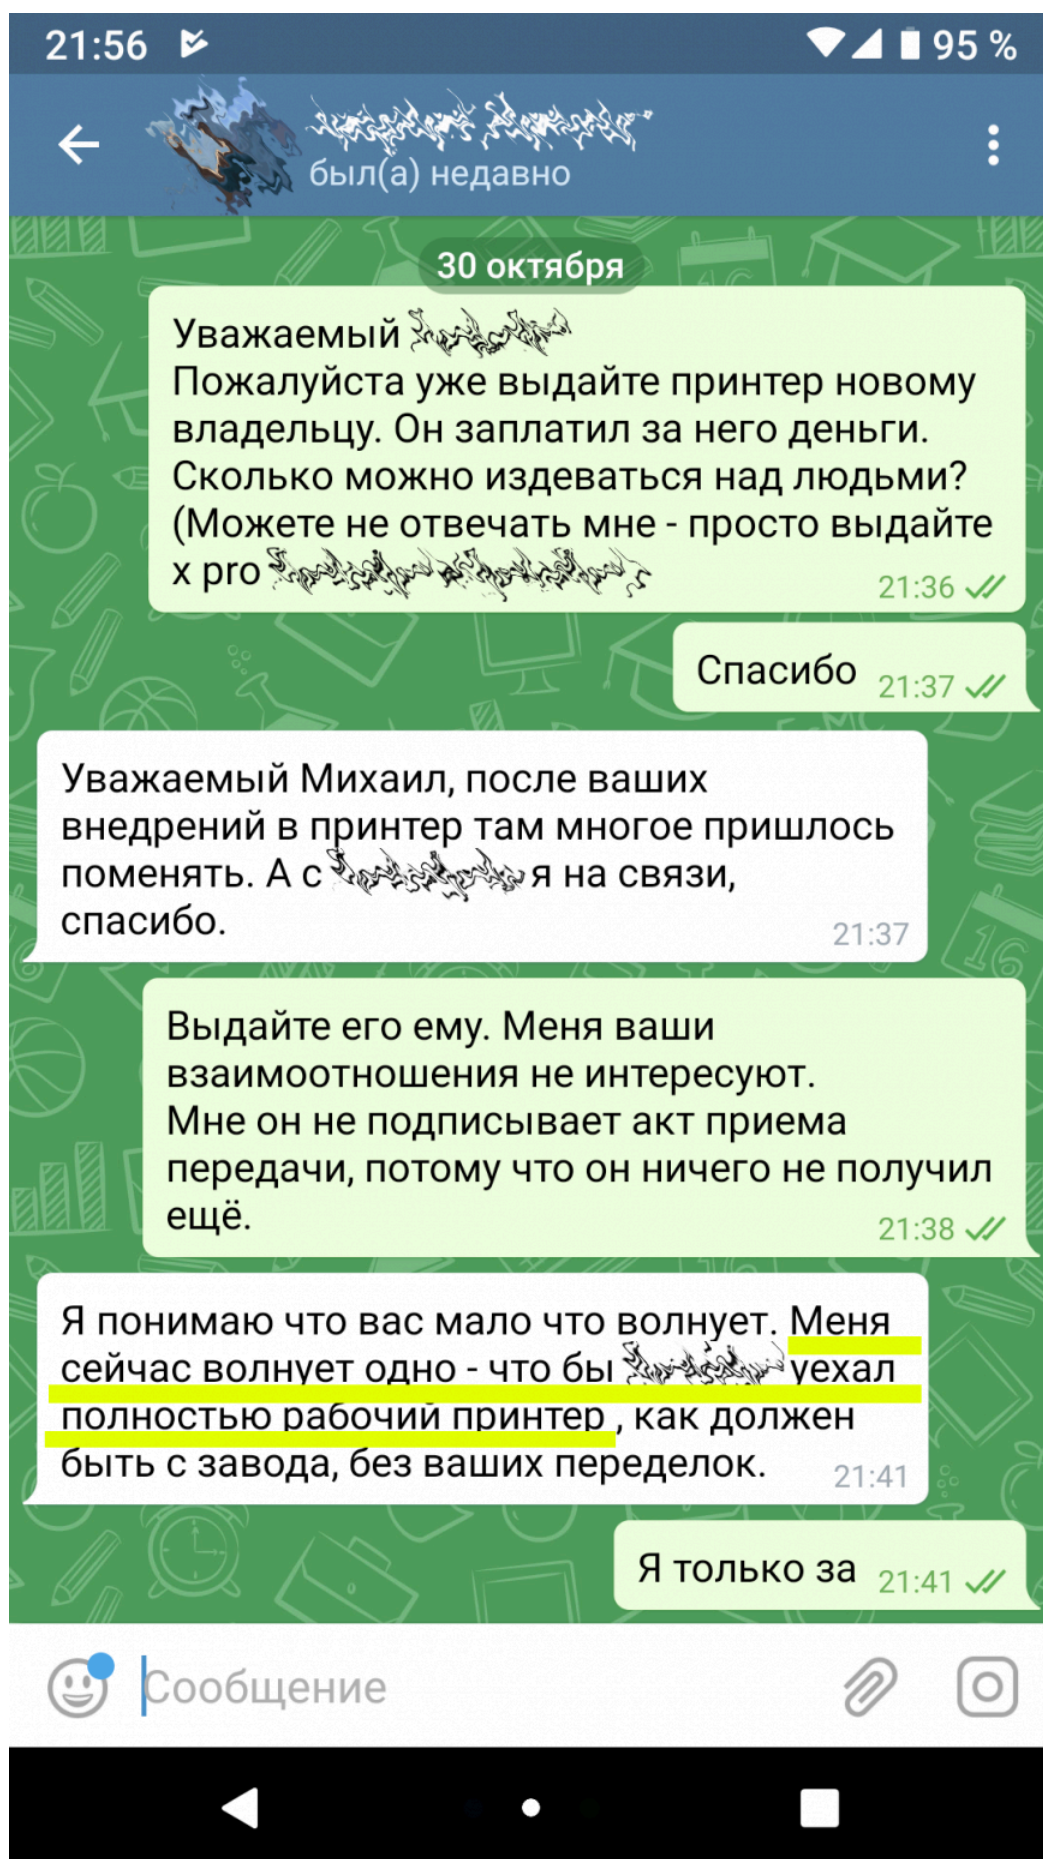 21:56
95 %
был(а) недавно
30 октября
Уважаемый
Пожалуйста уже выдайте принтер новому
владельцу. Он заплатил за него деньги.
Сколько можно издеваться над людьми?
(Можете не отвечать мне - просто выдайте
x pro
21:36
Спасибо 21:37
Уважаемый Михаил, после ваших
внедрений в принтер там многое пришлось
поменять. А с я на связи,
спасибо.
21:37
Выдайте его ему. Меня ваши
взаимоотношения не интересуют.
Мне он не подписывает акт приема
передачи, потому что он ничего не получил
ещё.
21:38
Я понимаю что вас мало что волнует. Меня
сейчас волнует одно - что бы уехал
полностью рабочий принтер , как должен
быть с завода, без ваших переделок.
21:41
Я только за 21:41
Сообщение